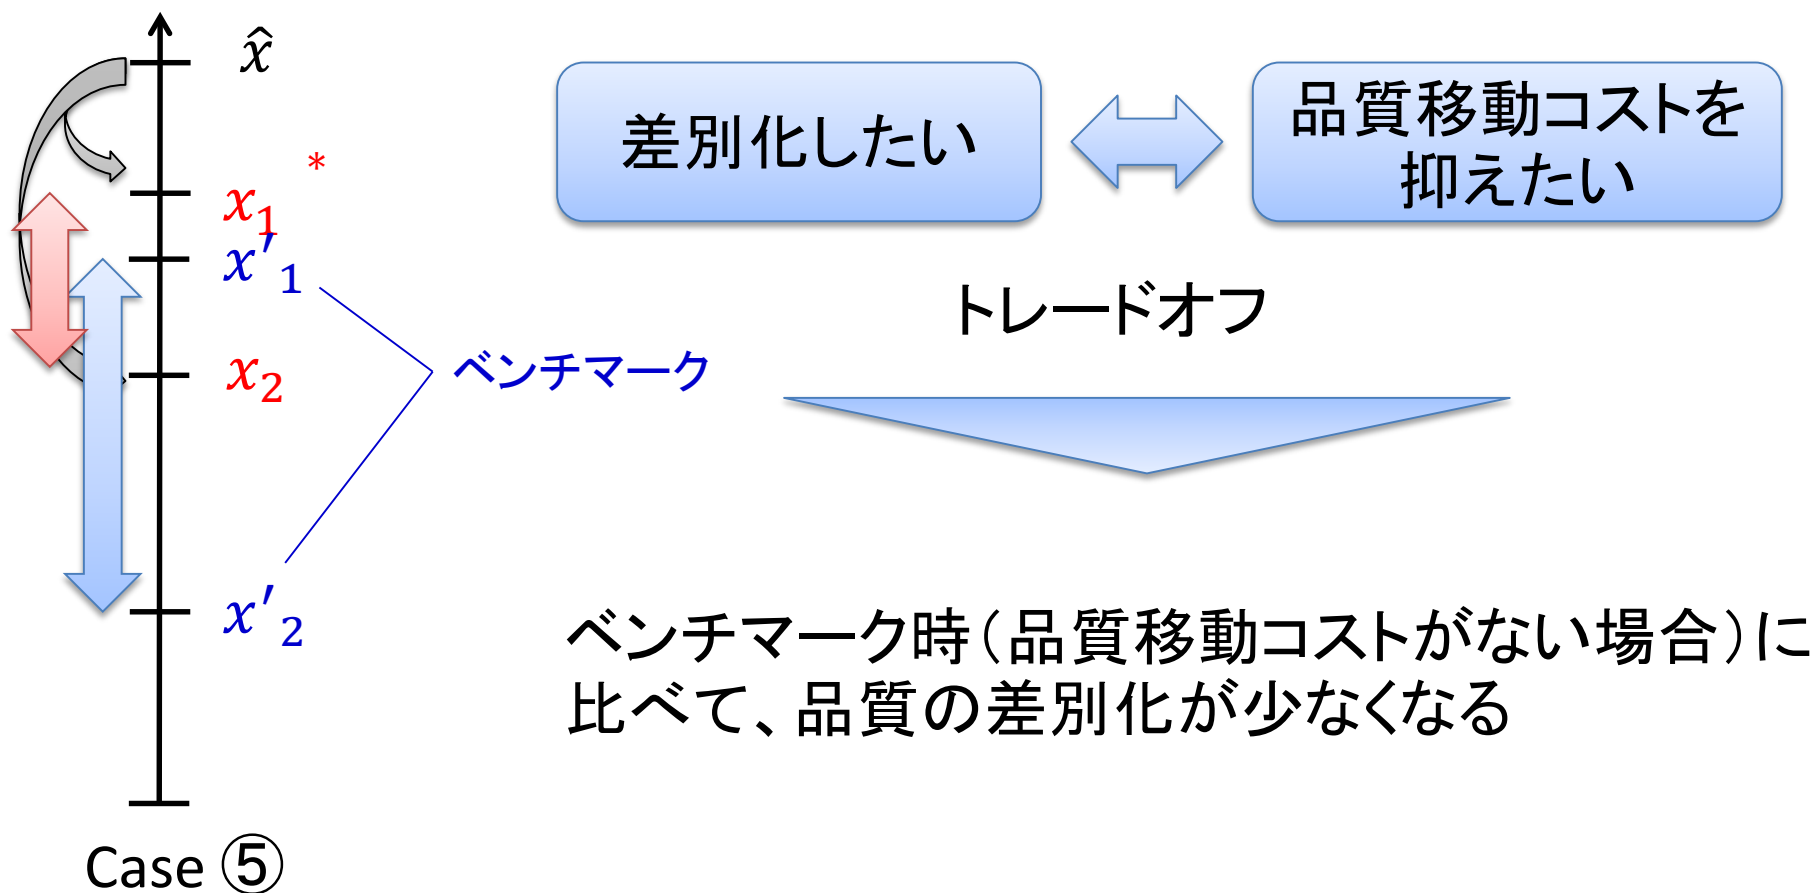 x̂
x₁*
x′₁
x₂
x′₂
ベンチマーク
Case ⑤
差別化したい
品質移動コストを
抑えたい
トレードオフ
ベンチマーク時（品質移動コストがない場合）に
比べて、品質の差別化が少なくなる